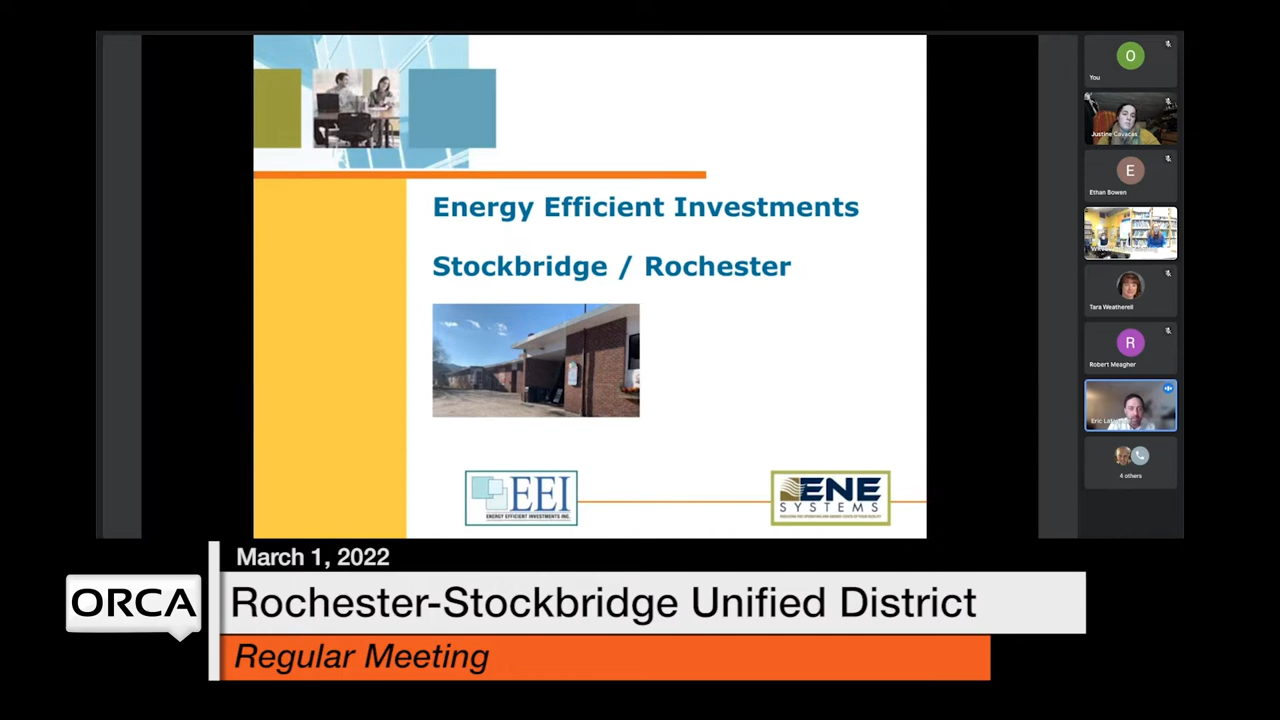 Energy Efficient Investments
Stockbridge / Rochester
EEI
ENERGY EFFICIENT INVESTMENTS INC.
ENE
SYSTEMS
O
You
Justine Cavacas
E
Ethan Bowen
Tara Weatherell
R
Robert Meagher
Eric
4 others
March 1, 2022
ORCA
Rochester-Stockbridge Unified District
Regular Meeting